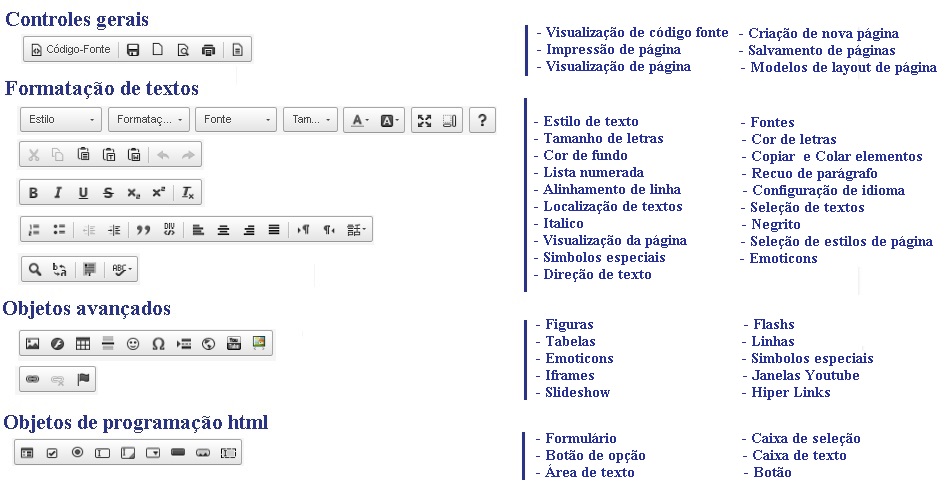 Controles gerais
Código-Fonte
- Visualização de código fonte
- Impressão de página
- Visualização de página
- Criação de nova página
- Salvamento de páginas
- Modelos de layout de página
Formatação de textos
Estilo
Formataç...
Fonte
Tam...
A
A
?
B I U S x₂ x² Tx
DIV
ABC
- Estilo de texto
- Tamanho de letras
- Cor de fundo
- Lista numerada
- Alinhamento de linha
- Localização de textos
- Italico
- Visualização da página
- Simbolos especiais
- Direção de texto
- Fontes
- Cor de letras
- Copiar e Colar elementos
- Recuo de parágrafo
- Configuração de idioma
- Seleção de textos
- Negrito
- Seleção de estilos de página
- Emoticons
Objetos avançados
Ω
- Figuras
- Tabelas
- Emoticons
- Iframes
- Slideshow
- Flashs
- Linhas
- Simbolos especiais
- Janelas Youtube
- Hiper Links
Objetos de programação html
- Formulário
- Botão de opção
- Área de texto
- Caixa de seleção
- Caixa de texto
- Botão